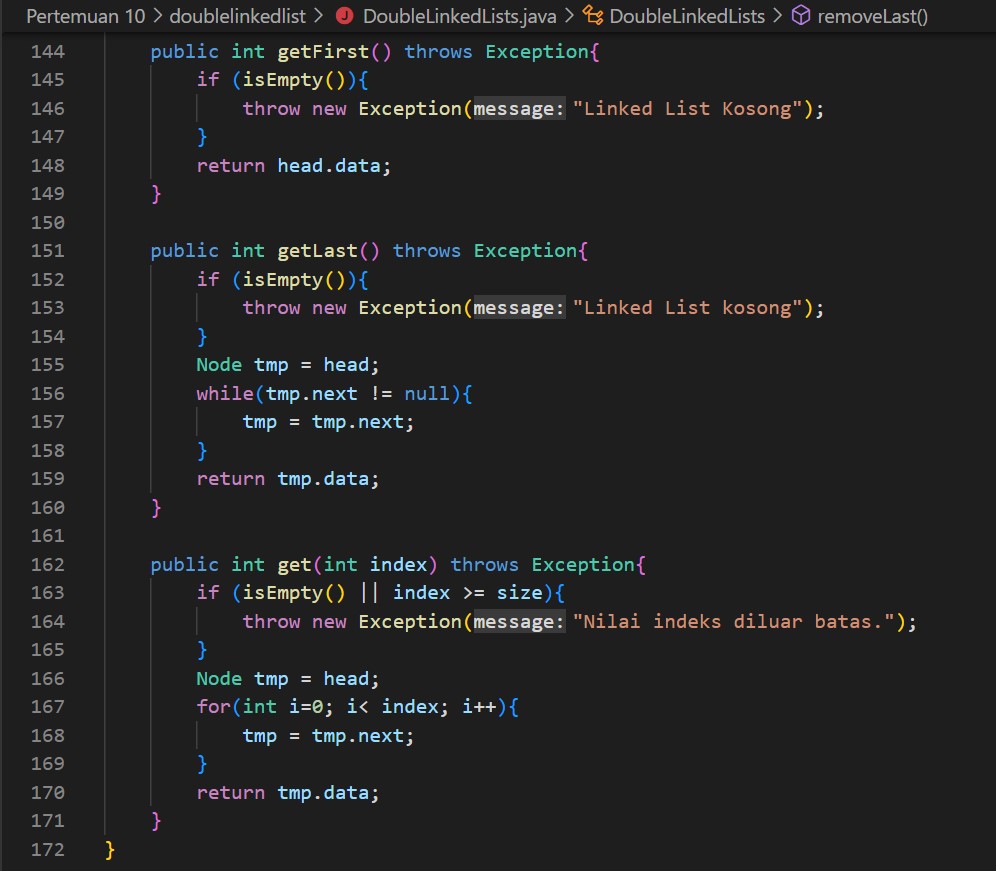 Pertemuan 10 > doublelinkedlist > J DoubleLinkedLists.java > DoubleLinkedLists > removeLast()
144 public int getFirst() throws Exception{
145 if (isEmpty()){
146 throw new Exception(message: "Linked List Kosong");
147 }
148 return head.data;
149 }
150
151 public int getLast() throws Exception{
152 if (isEmpty()){
153 throw new Exception(message: "Linked List kosong");
154 }
155 Node tmp = head;
156 while(tmp.next != null){
157 tmp = tmp.next;
158 }
159 return tmp.data;
160 }
161
162 public int get(int index) throws Exception{
163 if (isEmpty() || index >= size){
164 throw new Exception(message: "Nilai indeks diluar batas.");
165 }
166 Node tmp = head;
167 for(int i=0; i< index; i++){
168 tmp = tmp.next;
169 }
170 return tmp.data;
171 }
172 }